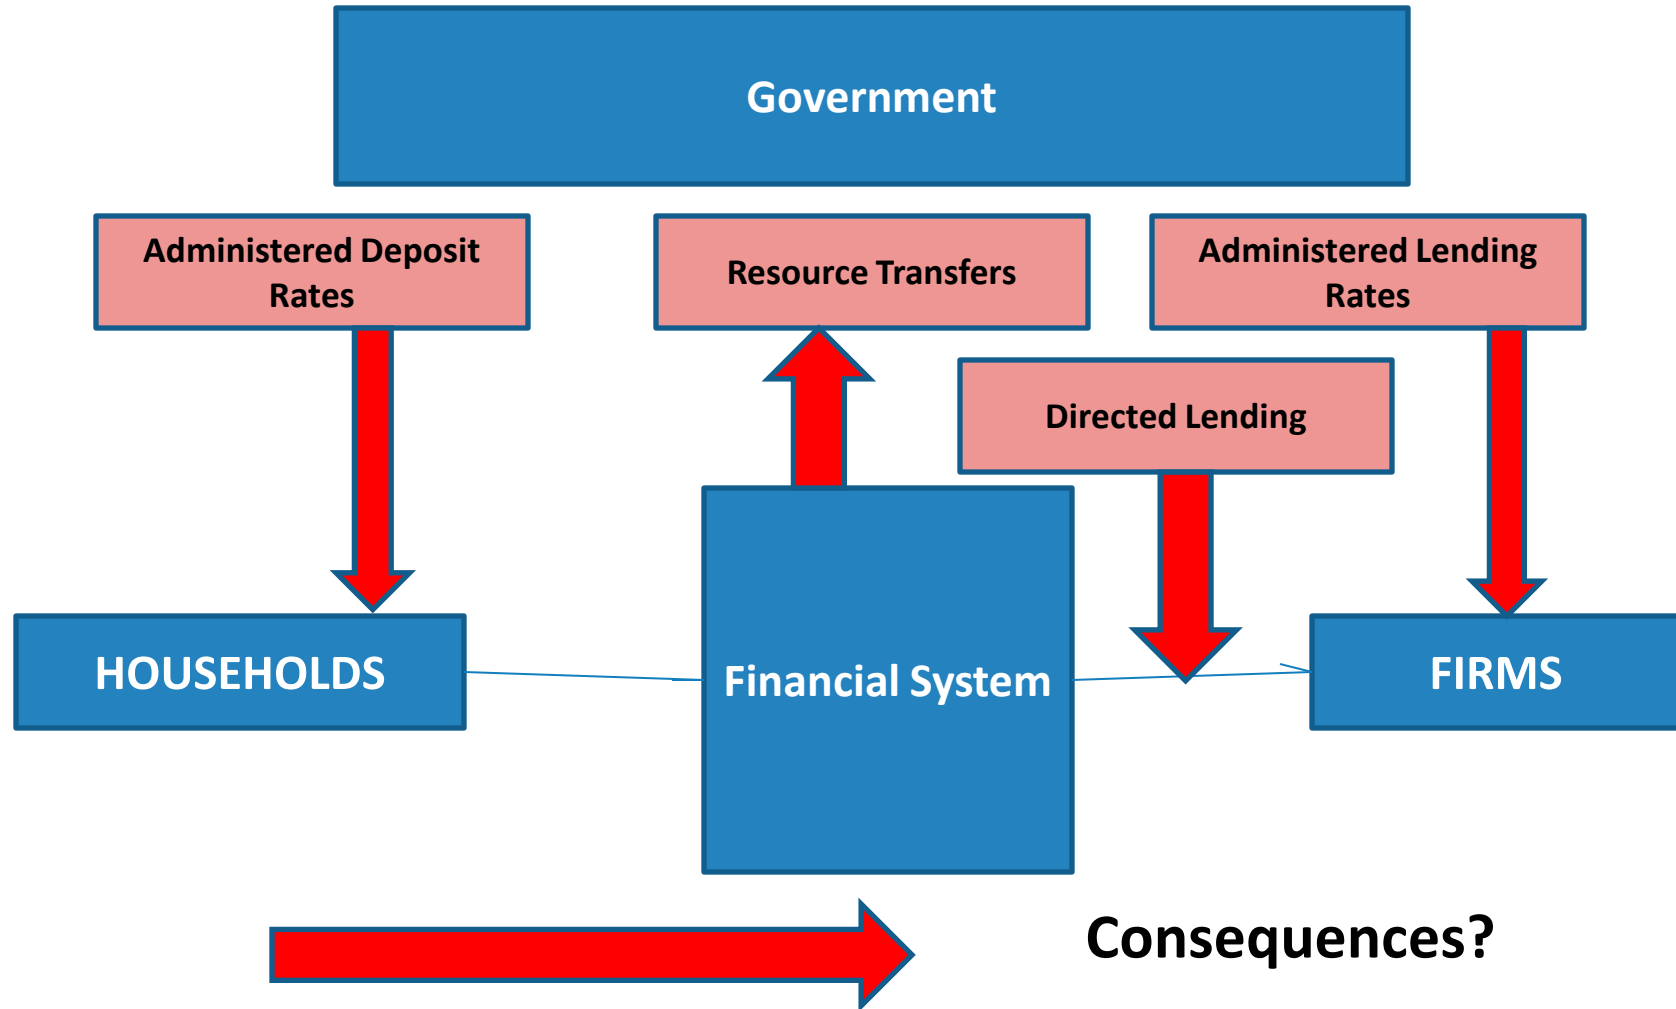 Government
Administered Deposit
Rates
Resource Transfers
Administered Lending
Rates
Directed Lending
HOUSEHOLDS
Financial System
FIRMS
Consequences?